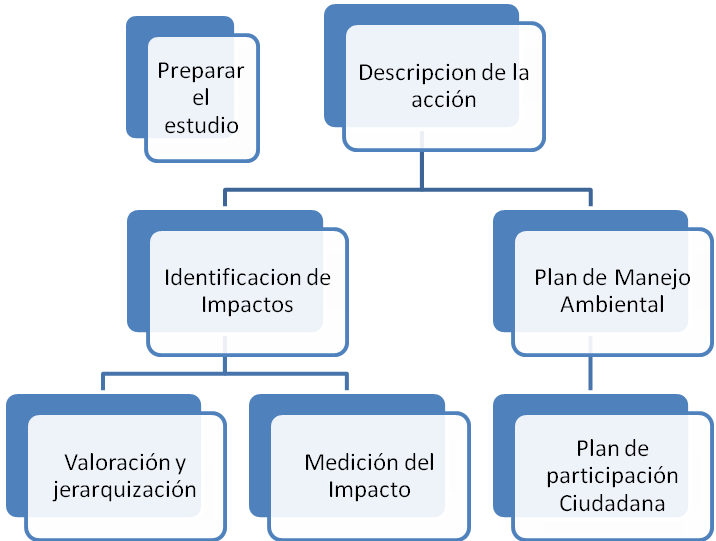 Preparar
el
estudio
Descripcion de la
acción
Identificacion de
Impactos
Plan de Manejo
Ambiental
Valoración y
jerarquización
Medición del
Impacto
Plan de
participación
Ciudadana